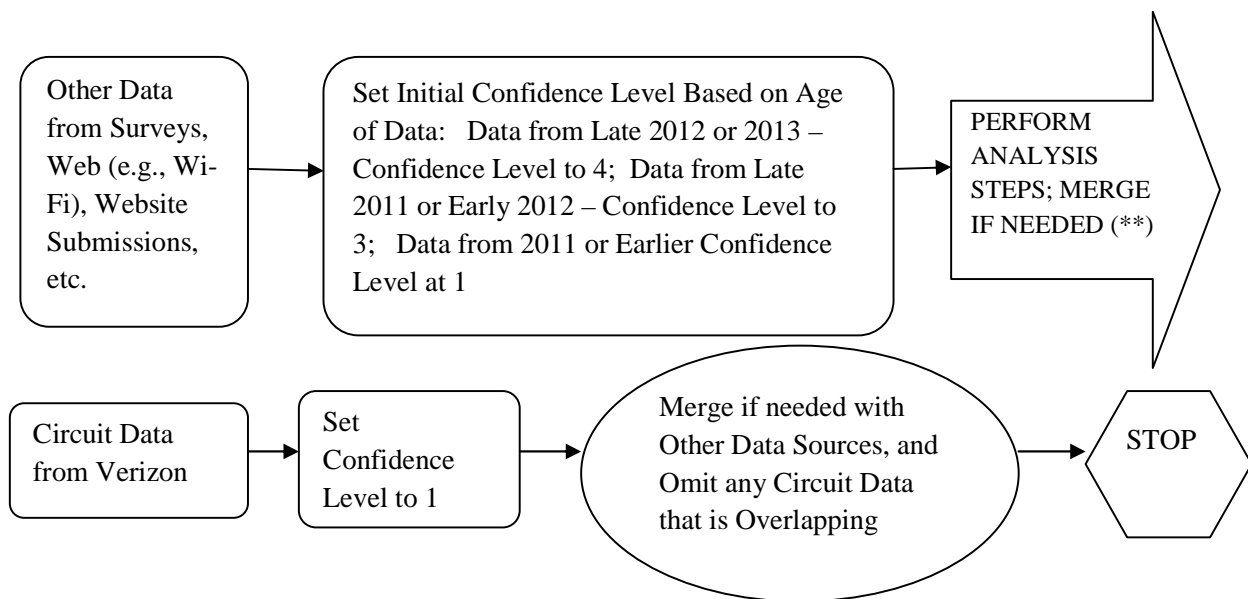 Other Data
from Surveys,
Web (e.g., Wi-
Fi), Website
Submissions,
etc.
Set Initial Confidence Level Based on Age
of Data:   Data from Late 2012 or 2013 –
Confidence Level to 4;  Data from Late
2011 or Early 2012 – Confidence Level to
3;   Data from 2011 or Earlier Confidence
Level at 1
PERFORM
ANALYSIS
STEPS; MERGE
IF NEEDED (**)
Circuit Data
from Verizon
Set
Confidence
Level to 1
Merge if needed with
Other Data Sources, and
Omit any Circuit Data
that is Overlapping
STOP